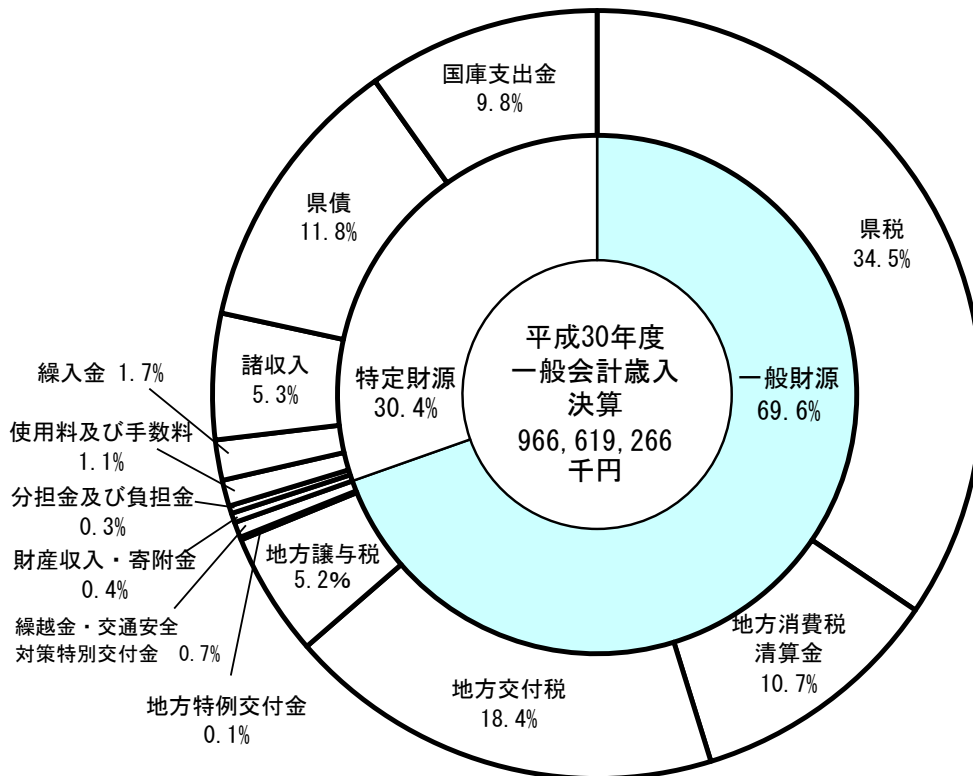 国庫支出金
9.8%
県債
11.8%
県税
34.5%
諸収入
5.3%
特定財源
30.4%
平成30年度
一般会計歳入
決算
966,619,266
千円
一般財源
69.6%
繰入金 1.7%
使用料及び手数料
1.1%
分担金及び負担金
0.3%
財産収入・寄附金
0.4%
繰越金・交通安全
対策特別交付金 0.7%
地方特例交付金
0.1%
地方譲与税
5.2%
地方交付税
18.4%
地方消費税
清算金
10.7%